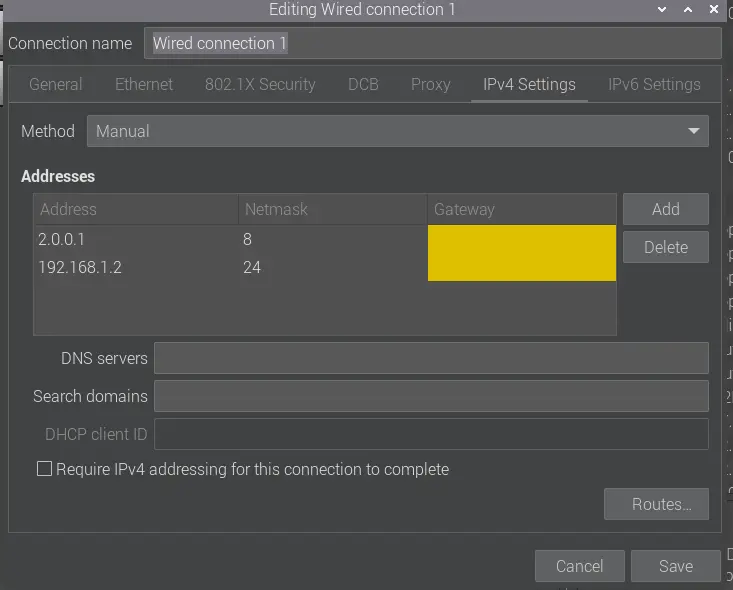 Editing Wired connection 1
Connection name Wired connection 1
General Ethernet 802.1X Security DCB Proxy IPv4 Settings IPv6 Settings
Method Manual
Addresses
Address Netmask Gateway Add
2.0.0.1 8
Delete
192.168.1.2 24
DNS servers
Search domains
DHCP client ID
Require IPv4 addressing for this connection to complete
Routes...
Cancel Save